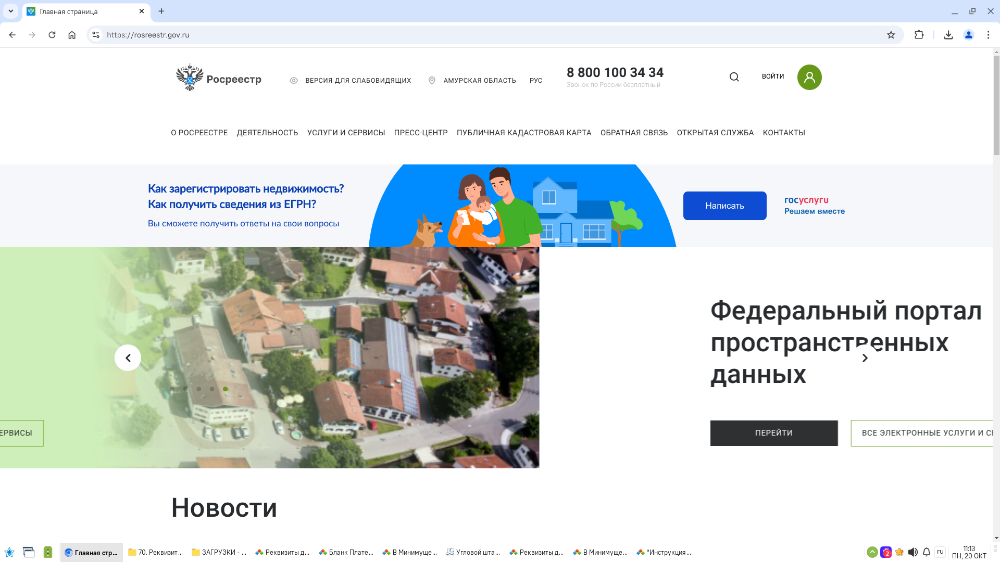 Главная страница
https://rosreestr.gov.ru
Росреестр
ВЕРСИЯ ДЛЯ СЛАБОВИДЯЩИХ
АМУРСКАЯ ОБЛАСТЬ
РУС
8 800 100 34 34
Звонок по России бесплатный
ВОЙТИ
О РОСРЕЕСТРЕ ДЕЯТЕЛЬНОСТЬ УСЛУГИ И СЕРВИСЫ ПРЕСС-ЦЕНТР ПУБЛИЧНАЯ КАДАСТРОВАЯ КАРТА ОБРАТНАЯ СВЯЗЬ ОТКРЫТАЯ СЛУЖБА КОНТАКТЫ
Как зарегистрировать недвижимость?
Как получить сведения из ЕГРН?
Вы сможете получить ответы на свои вопросы
Написать
госуслуги
Решаем вместе
Федеральный портал
пространственных
данных
ЕРВИСЫ
ПЕРЕЙТИ
ВСЕ ЭЛЕКТРОННЫЕ УСЛУГИ И СЕ
Новости
Главная стр...
70. Реквизит...
ЗАГРУЗКИ - ...
Реквизиты д...
Бланк Плате...
В Минимуще...
Угловой шта...
Реквизиты д...
В Минимуще...
*Инструкция...
2
ru
11:13
ПН, 20 ОКТ